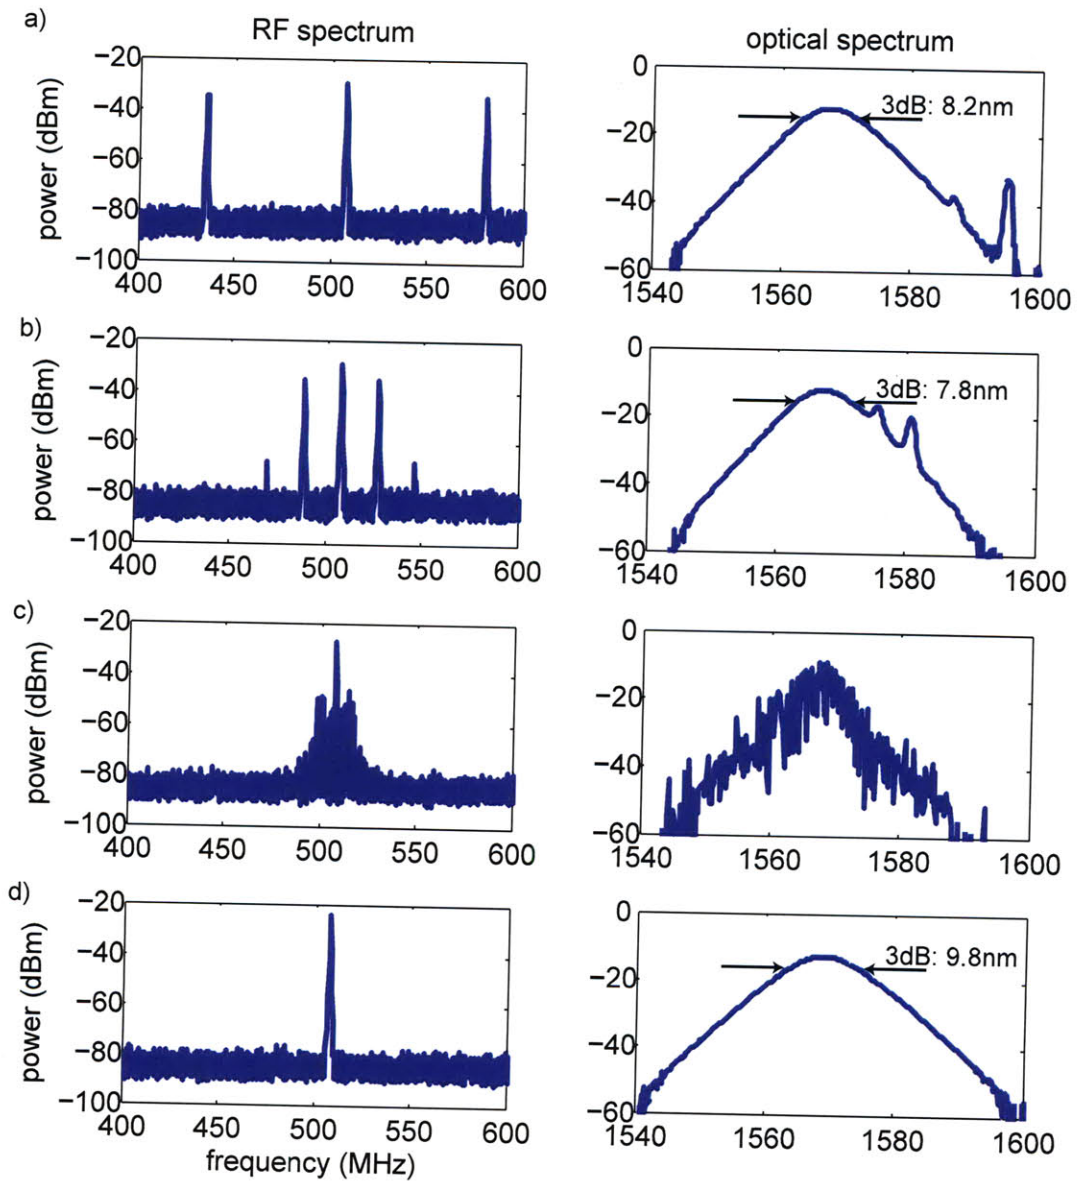 a)
RF spectrum
optical spectrum
power (dBm)
−20
−40
−60
−80
−100
400 450 500 550 600
0
−20
−40
−60
3dB: 8.2nm
1540 1560 1580 1600
b)
power (dBm)
−20
−40
−60
−80
−100
400 450 500 550 600
0
−20
−40
−60
3dB: 7.8nm
1540 1560 1580 1600
c)
power (dBm)
−20
−40
−60
−80
−100
400 450 500 550 600
0
−20
−40
−60
1540 1560 1580 1600
d)
power (dBm)
−20
−40
−60
−80
−100
400 450 500 550 600
frequency (MHz)
0
−20
−40
−60
3dB: 9.8nm
1540 1560 1580 1600